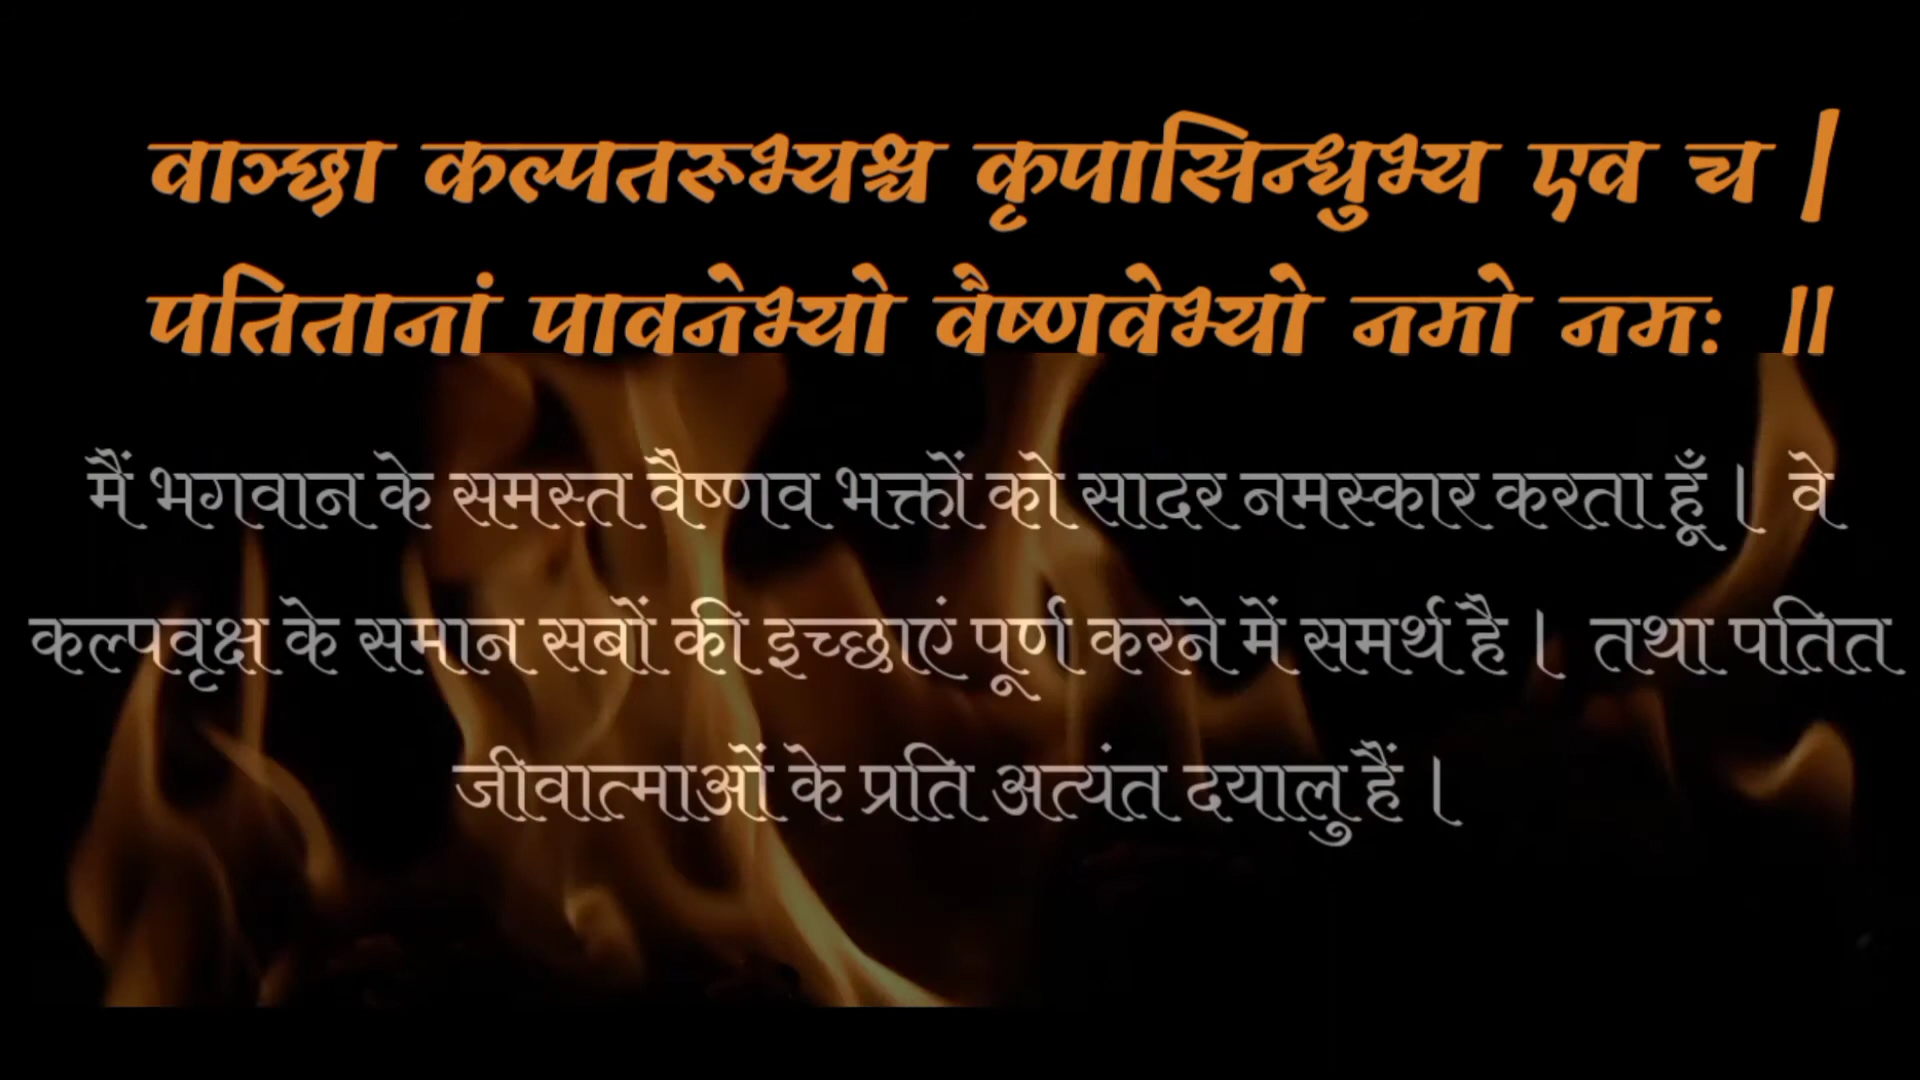 वाञ्छा कल्पतरूभ्यश्च कृपासिन्धुभ्य एव च |
पतितानां पावनेभ्यो वैष्णवेभ्यो नमो नमः ॥
मैं भगवान के समस्त वैष्णव भक्तों को सादर नमस्कार करता हूँ । वे
कल्पवृक्ष के समान सबों की इच्छाएं पूर्ण करने में समर्थ है । तथा पतित
जीवात्माओं के प्रति अत्यंत दयालु हैं ।